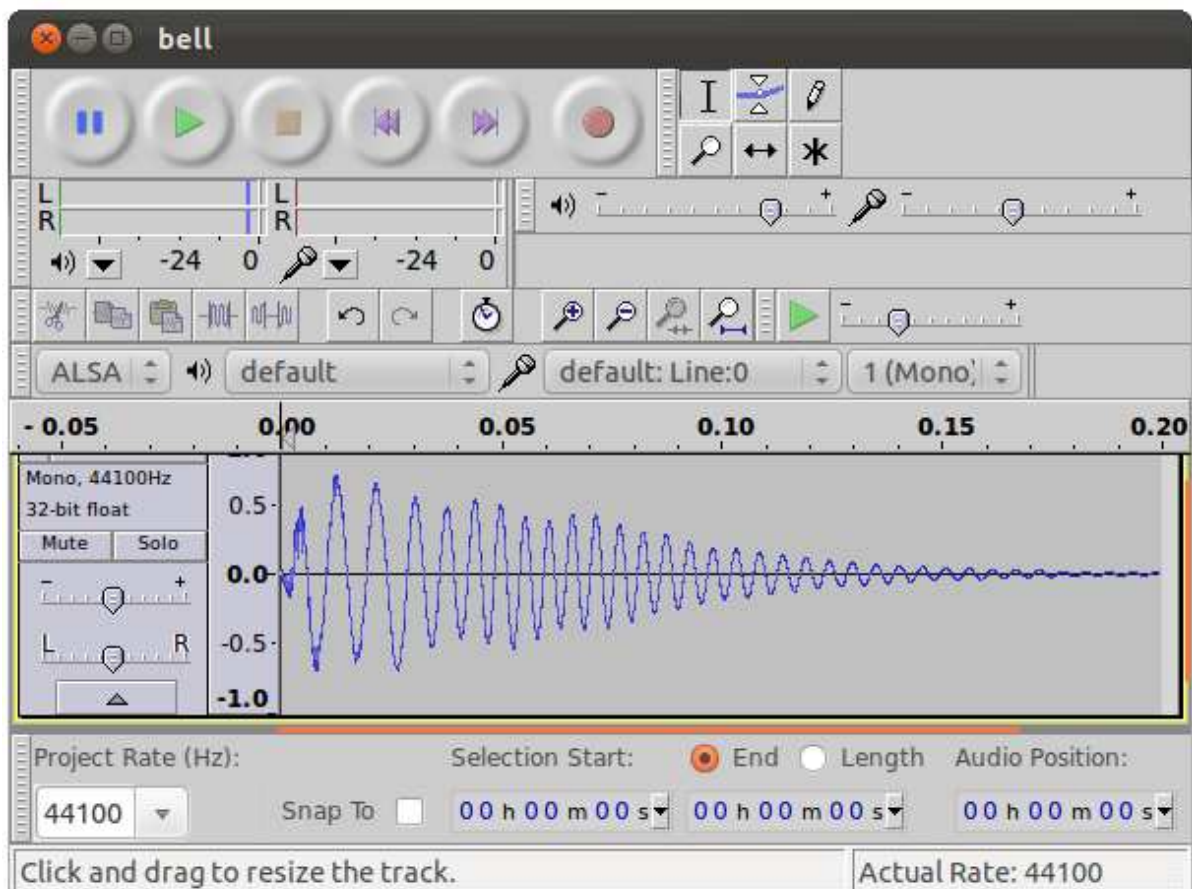 bell
L
R
-24 0
L
R
-24 0
- +
- +
- +
ALSA default default: Line:0 1 (Mono)
- 0.05 0.00 0.05 0.10 0.15 0.20
Mono, 44100Hz
32-bit float
Mute Solo
- +
L R
0.5
0.0
-0.5
-1.0
Project Rate (Hz): Selection Start: End Length Audio Position:
44100 Snap To 00 h 00 m 00 s 00 h 00 m 00 s 00 h 00 m 00 s
Click and drag to resize the track. Actual Rate: 44100